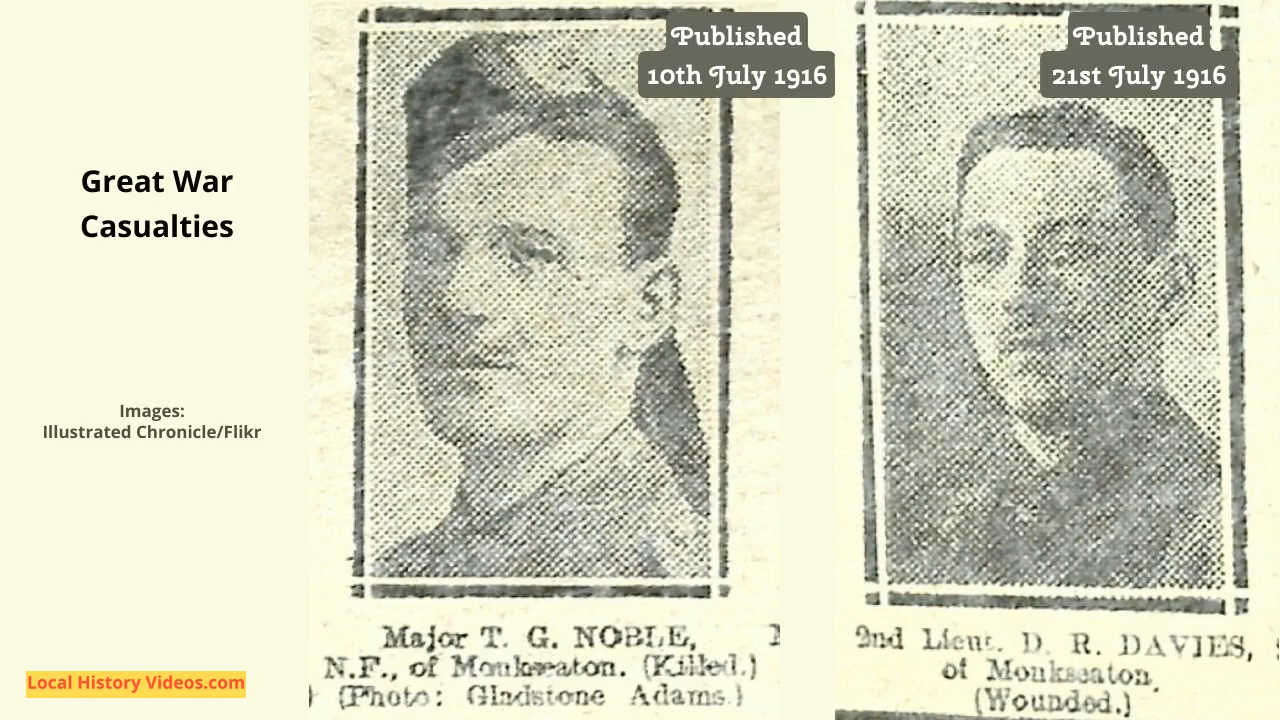 Great War
Casualties
Images:
Illustrated Chronicle/Flikr
Local History Videos.com
Published
10th July 1916
Major T. G. NOBLE,
N.F., of Monkseaton. (Killed.)
(Photo: Gladstone Adams.)
Published
21st July 1916
2nd Lieut. D. R. DAVIES,
of Monkseaton,
(Wounded.)